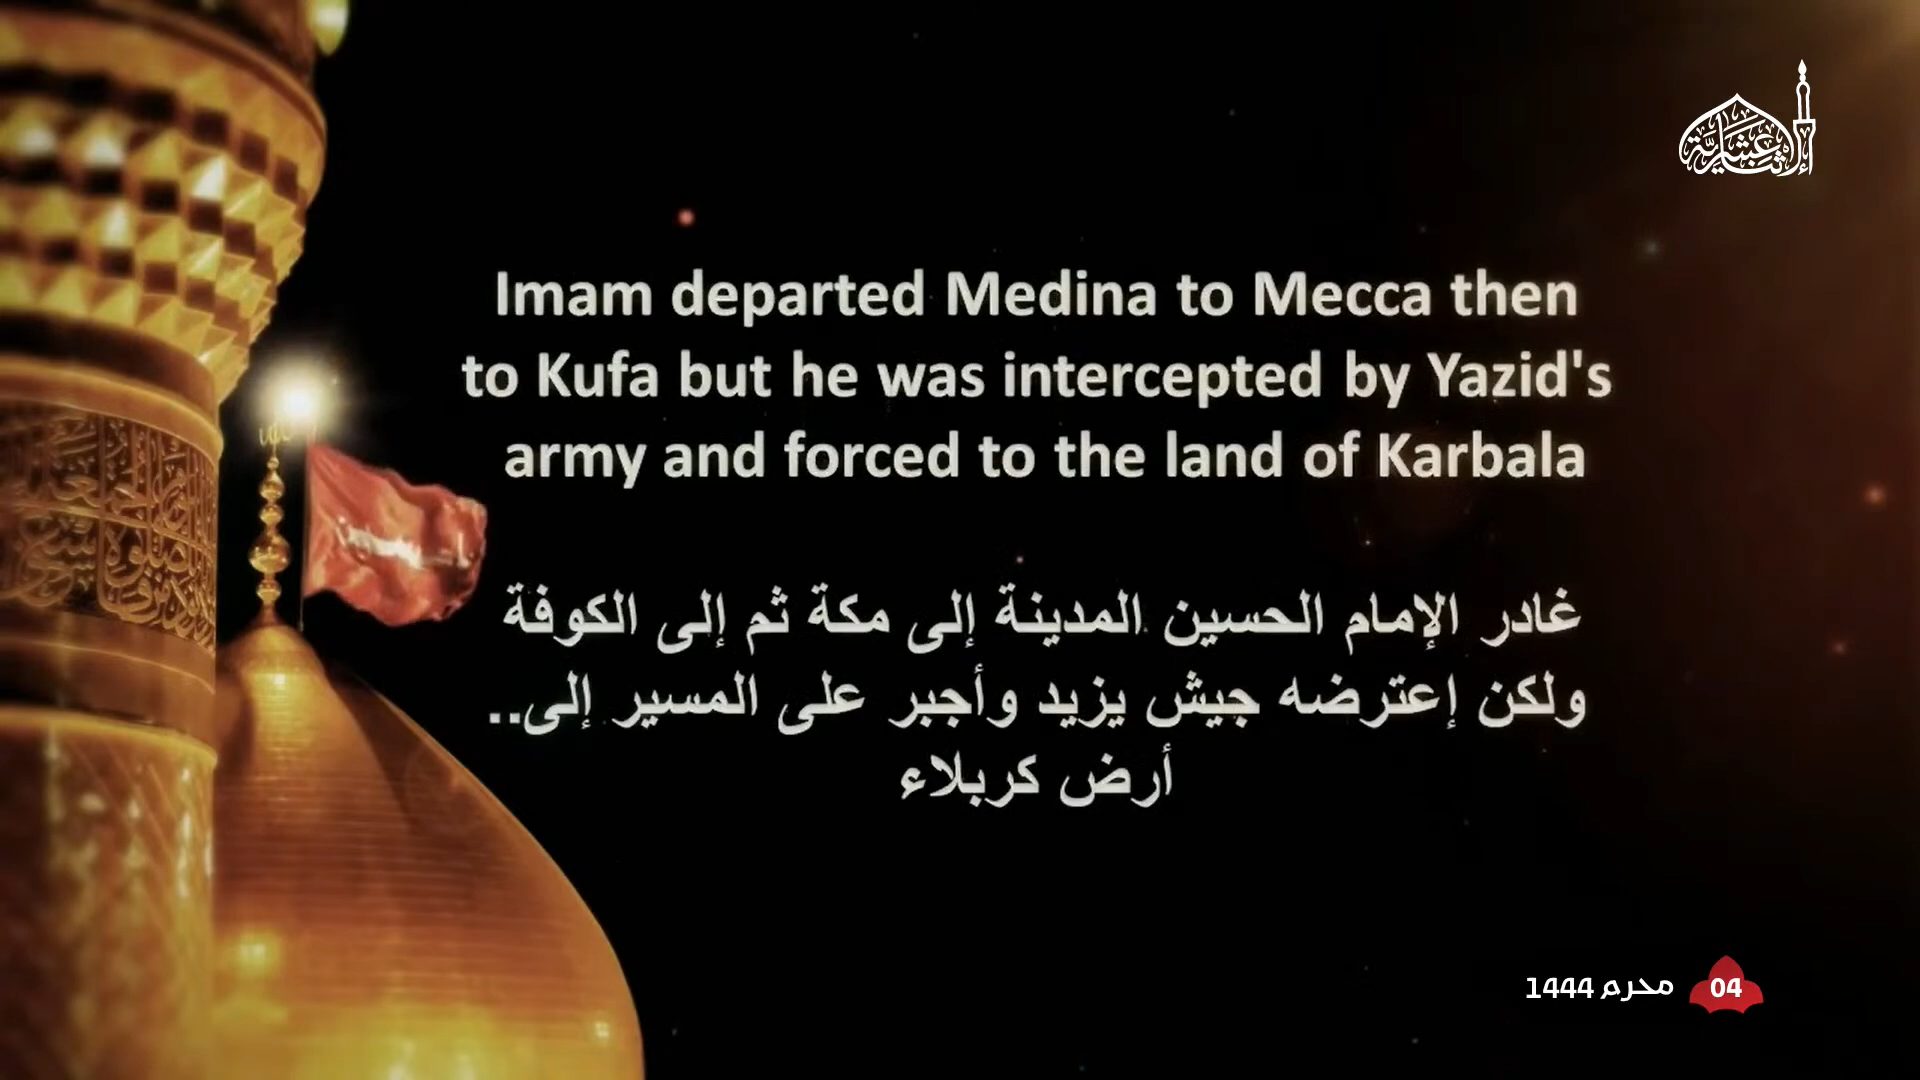 الإثنا عشرية
Imam departed Medina to Mecca then
to Kufa but he was intercepted by Yazid's
army and forced to the land of Karbala
غادر الإمام الحسين المدينة إلى مكة ثم إلى الكوفة
ولكن إعترضه جيش يزيد وأجبر على المسير إلى..
أرض كربلاء
04 محرم 1444